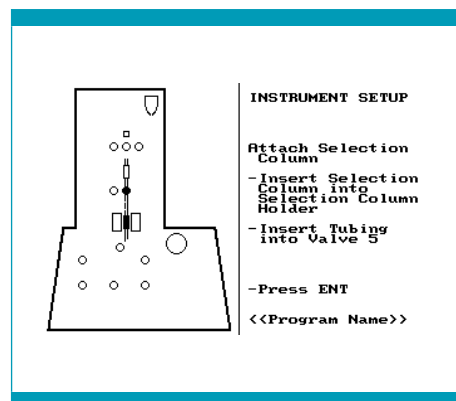 INSTRUMENT SETUP
Attach Selection
Column
-Insert Selection
Column into
Selection Column
Holder
-Insert Tubing
into Valve 5
-Press ENT
<<Program Name>>